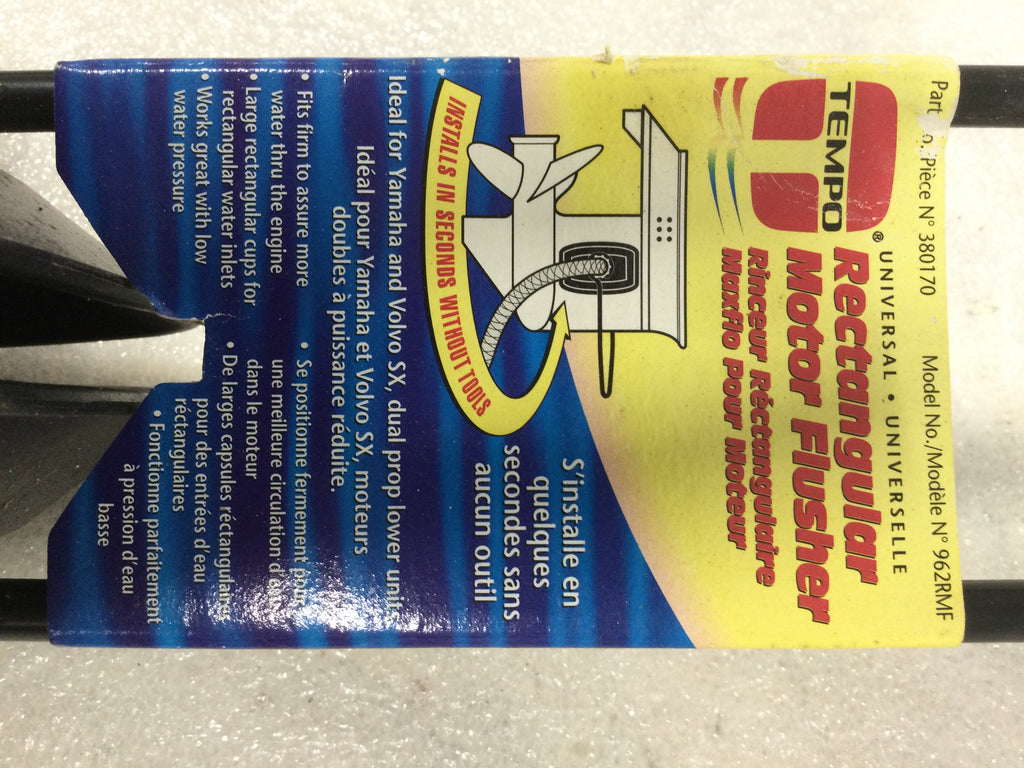 Part No./Pièce N° 380170 Model No./Modèle N° 962RMF
TEMPO®
UNIVERSAL • UNIVERSELLE
Rectangular
Motor Flusher
Rinceur Réctangulaire
Maxflo Pour Moteur
INSTALLS IN SECONDS WITHOUT TOOLS
S'installe en
quelques
secondes sans
aucun outil
Ideal for Yamaha and Volvo SX, dual prop lower units
Idéal pour Yamaha et Volvo SX, moteurs
doubles à puissance réduite.
• Fits firm to assure more
water thru the engine
• Large rectangular cups for
rectangular water inlets
• Works great with low
water pressure
• Se positionne fermement pour
une meilleure circulation d'eau
dans le moteur
• De larges capsules réctangulaires
pour des entrées d'eau
réctangulaires
• Fonctionne parfaitement
à pression d'eau
basse